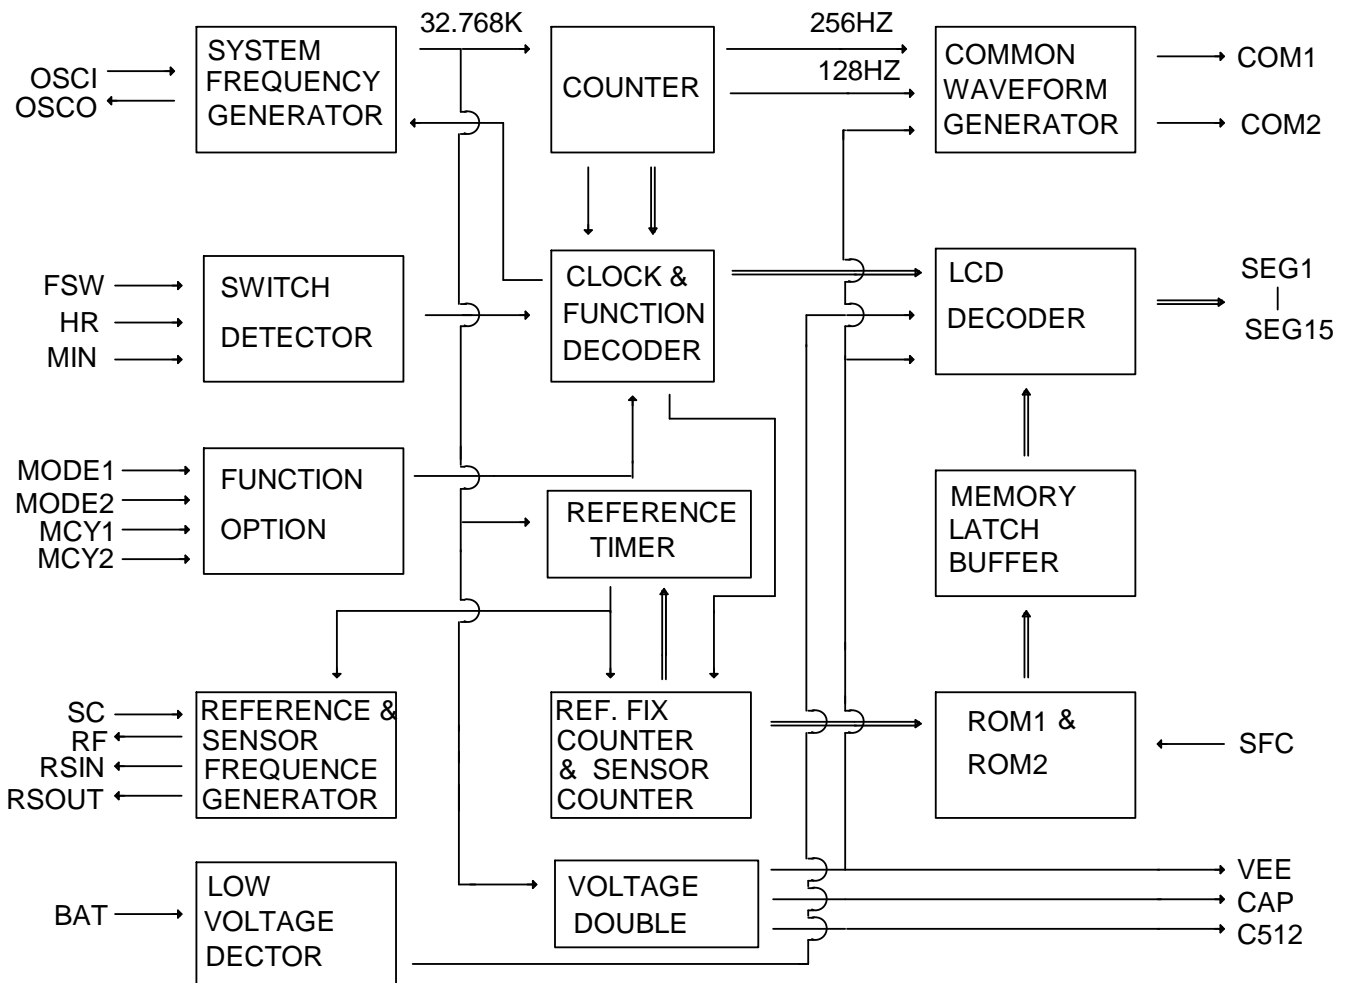 32.768K
256HZ
128HZ
OSCI
OSCO
SYSTEM
FREQUENCY
GENERATOR
COUNTER
COMMON
WAVEFORM
GENERATOR
COM1
COM2
FSW
HR
MIN
SWITCH
DETECTOR
CLOCK &
FUNCTION
DECODER
LCD
DECODER
SEG1
SEG15
MODE1
MODE2
MCY1
MCY2
FUNCTION
OPTION
REFERENCE
TIMER
MEMORY
LATCH
BUFFER
SC
RF
RSIN
RSOUT
REFERENCE &
SENSOR
FREQUENCE
GENERATOR
REF. FIX
COUNTER
& SENSOR
COUNTER
ROM1 &
ROM2
SFC
BAT
LOW
VOLTAGE
DECTOR
VOLTAGE
DOUBLE
VEE
CAP
C512